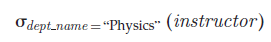 σdept_name = “Physics” (instructor)